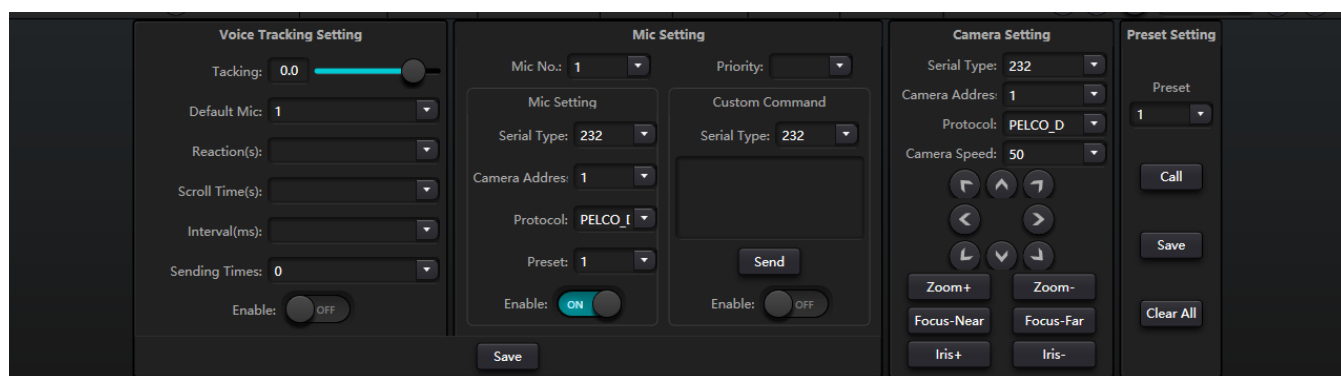 Voice Tracking Setting
Tacking: 0.0
Default Mic: 1
Reaction(s):
Scroll Time(s):
Interval(ms):
Sending Times: 0
Enable: OFF
Mic Setting
Mic No.: 1
Priority:
Mic Setting
Serial Type: 232
Camera Addres:
1
Protocol: PELCO_D
Preset: 1
Enable: ON
Custom Command
Serial Type: 232
Send
Enable: OFF
Save
Camera Setting
Serial Type: 232
Camera Addres: 1
Protocol: PELCO_D
Camera Speed: 50
Zoom+ Zoom-
Focus-Near Focus-Far
Iris+ Iris-
Preset Setting
Preset
1
Call
Save
Clear All